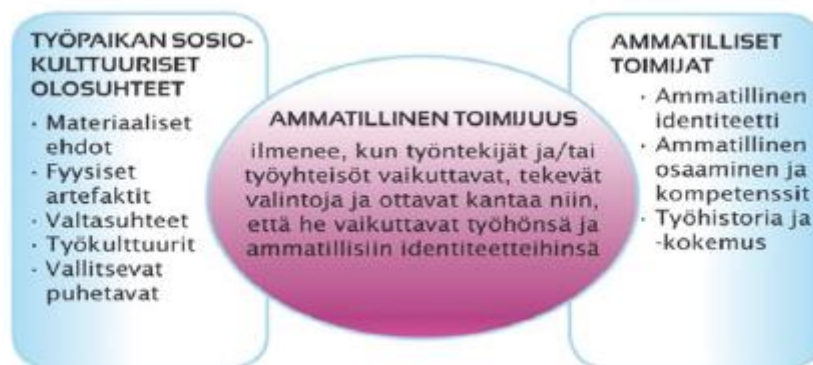 TYÖPAIKAN SOSIO-
KULTTUURISET
OLOSUHTEET
· Materiaaliset
ehdot
· Fyysiset
artefaktit
· Valtasuhteet
· Työkulttuurit
· Vallitsevat
puhetavat
AMMATILLINEN TOIMIJUUS
ilmenee, kun työntekijät ja/tai
työyhteisöt vaikuttavat, tekevät
valintoja ja ottavat kantaa niin,
että he vaikuttavat työhönsä ja
ammatillisiin identiteetteihinsä
AMMATILLISET
TOIMIJAT
· Ammatillinen
identiteetti
· Ammatillinen
osaaminen ja
kompetenssit
· Työhistoria ja
-kokemus